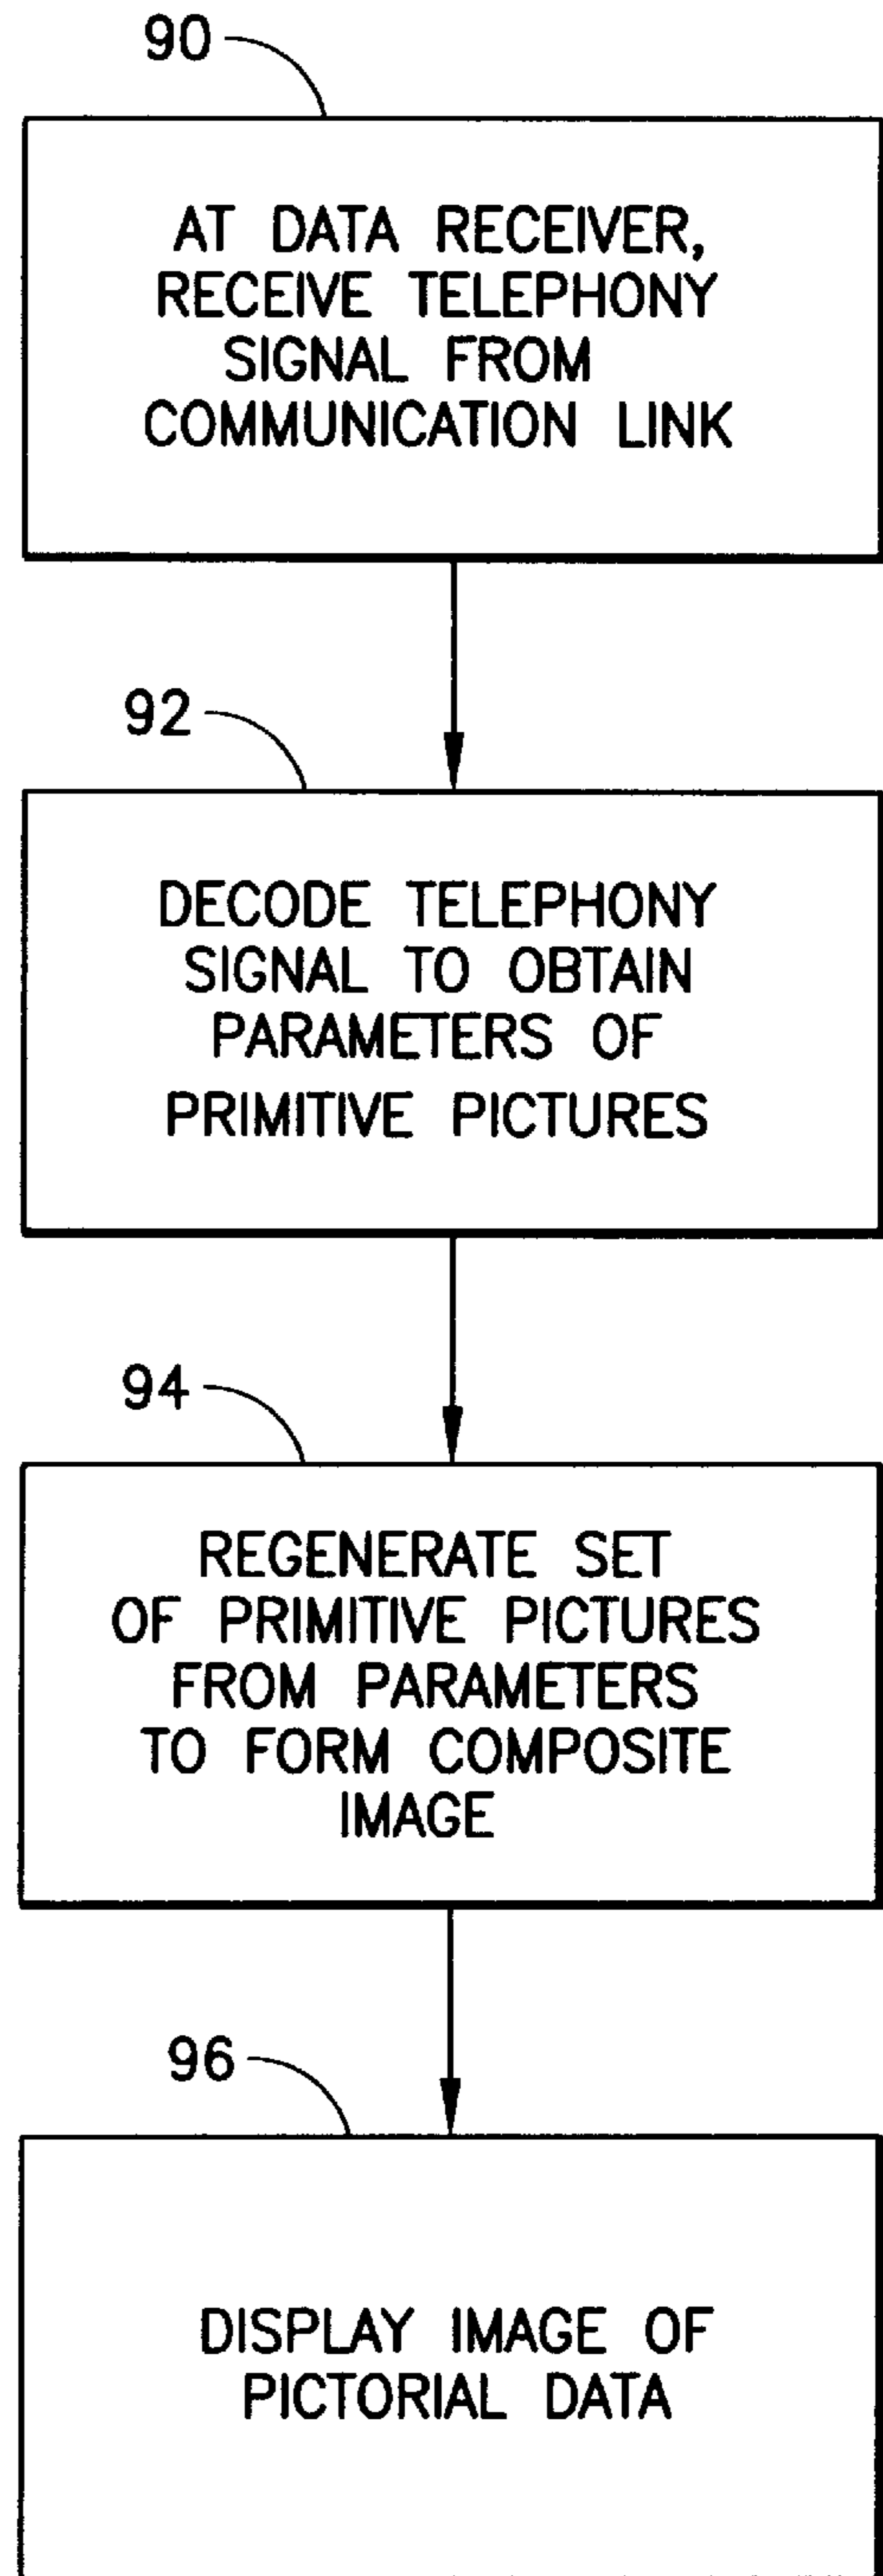 90
AT DATA RECEIVER,
RECEIVE TELEPHONY
SIGNAL FROM
COMMUNICATION LINK
92
DECODE TELEPHONY
SIGNAL TO OBTAIN
PARAMETERS OF
PRIMITIVE PICTURES
94
REGENERATE SET
OF PRIMITIVE PICTURES
FROM PARAMETERS
TO FORM COMPOSITE
IMAGE
96
DISPLAY IMAGE OF
PICTORIAL DATA